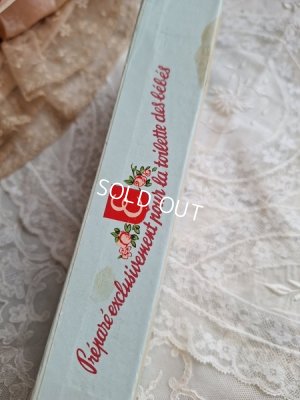 Préparé exclusivement pour la toilette des bébés
SOLD OUT